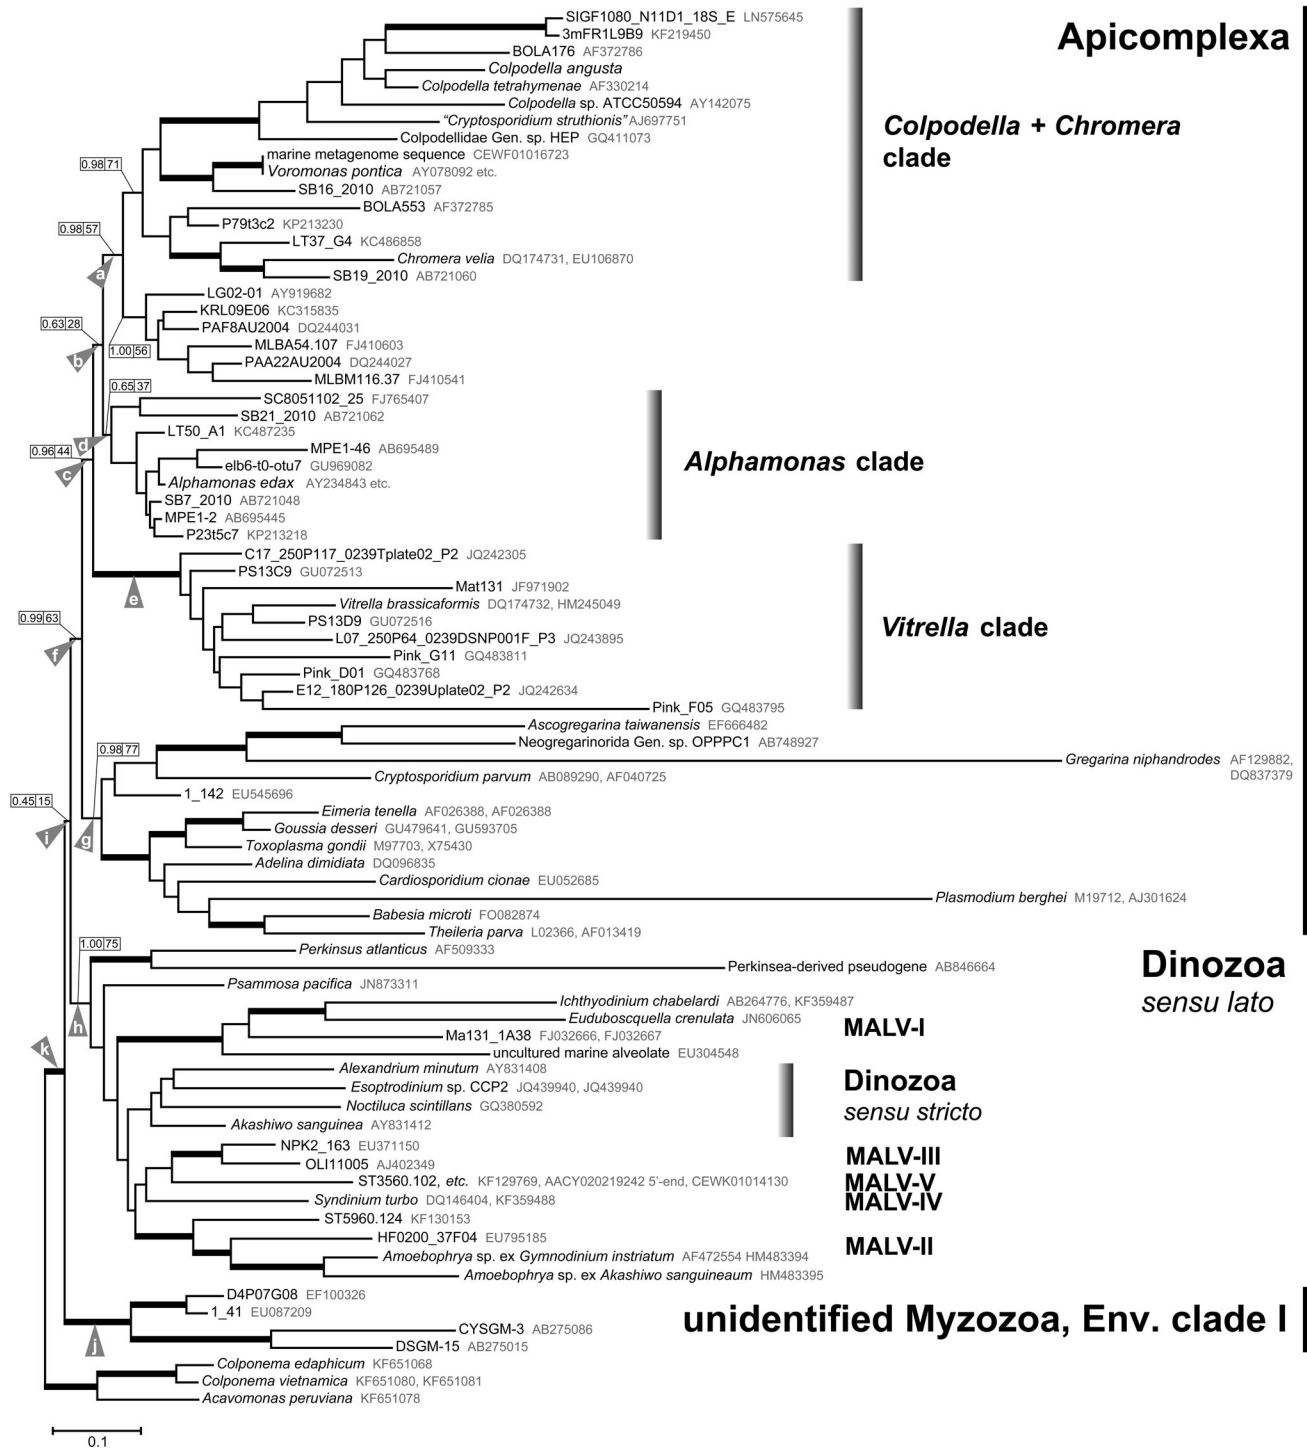 Apicomplexa
SIGF1080_N11D1_18S_E LN575645
3mFR1L9B9 KF219450
BOLA176 AF372786
Colpodella angusta
Colpodella tetrahymenae AF330214
Colpodella sp. ATCC50594 AY142075
“Cryptosporidium struthionis” AJ697751
Colpodellidae Gen. sp. HEP GQ411073
Colpodella + Chromera
clade
marine metagenome sequence CEWF01016723
0.98 71
Voromonas pontica AY078092 etc.
SB16_2010 AB721057
BOLA553 AF372785
P79t3c2 KP213230
0.98 57
LT37_G4 KC486858
Chromera velia DQ174731, EU106870
a
SB19_2010 AB721060
LG02-01 AY919682
KRL09E06 KC315835
0.63 28
PAF8AU2004 DQ244031
MLBA54.107 FJ410603
1.00 56
b
PAA22AU2004 DQ244027
MLBM116.37 FJ410541
0.65 37
SC8051102_25 FJ765407
SB21_2010 AB721062
LT50_A1 KC487235
d
0.96 44
MPE1-46 AB695489
elb6-t0-otu7 GU969082
Alphamonas clade
c
Alphamonas edax AY234843 etc.
SB7_2010 AB721048
MPE1-2 AB695445
P23t5c7 KP213218
C17_250P117_0239Tplate02_P2 JQ242305
PS13C9 GU072513
Mat131 JF971902
e
Vitrella brassicaformis DQ174732, HM245049
0.99 63
PS13D9 GU072516
Vitrella clade
L07_250P64_0239DSNP001F_P3 JQ243895
f
Pink_G11 GQ483811
Pink_D01 GQ483768
E12_180P126_0239Uplate02_P2 JQ242634
Pink_F05 GQ483795
Ascogregarina taiwanensis EF666482
Neogregarinorida Gen. sp. OPPPC1 AB748927
0.98 77
Gregarina niphandrodes AF129882,
DQ837379
Cryptosporidium parvum AB089290, AF040725
1_142 EU545696
0.45 15
Eimeria tenella AF026388, AF026388
Goussia desseri GU479641, GU593705
i
g
Toxoplasma gondii M97703, X75430
Adelina dimidiata DQ096835
Cardiosporidium cionae EU052685
Plasmodium berghei M19712, AJ301624
Babesia microti FO082874
Theileria parva L02366, AF013419
1.00 75
Perkinsus atlanticus AF509333
Perkinsea-derived pseudogene AB846664
Dinozoa
sensu lato
Psammosa pacifica JN873311
Ichthyodinium chabelardi AB264776, KF359487
Euduboscquella crenulata JN606065
h
MALV-I
Ma131_1A38 FJ032666, FJ032667
k
uncultured marine alveolate EU304548
Alexandrium minutum AY831408
Dinozoa
sensu stricto
Esoptrodinium sp. CCP2 JQ439940, JQ439940
Noctiluca scintillans GQ380592
Akashiwo sanguinea AY831412
NPK2_163 EU371150
MALV-III
OLI11005 AJ402349
ST3560.102, etc. KF129769, AACY020219242 5’-end, CEWK01014130
MALV-V
Syndinium turbo DQ146404, KF359488
MALV-IV
ST5960.124 KF130153
HF0200_37F04 EU795185
MALV-II
Amoebophrya sp. ex Gymnodinium instriatum AF472554 HM483394
Amoebophrya sp. ex Akashiwo sanguineaum HM483395
D4P07G08 EF100326
1_41 EU087209
unidentified Myzozoa, Env. clade I
CYSGM-3 AB275086
j
DSGM-15 AB275015
Colponema edaphicum KF651068
Colponema vietnamica KF651080, KF651081
Acavomonas peruviana KF651078
0.1